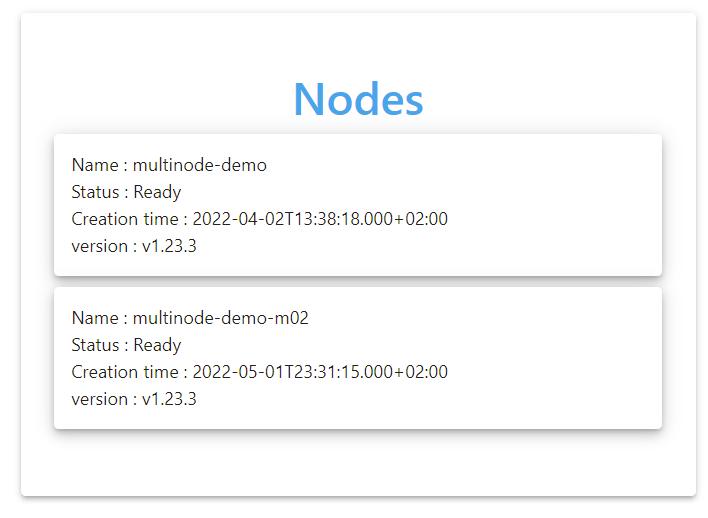 Nodes
Name : multinode-demo
Status : Ready
Creation time : 2022-04-02T13:38:18.000+02:00
version : v1.23.3
Name : multinode-demo-m02
Status : Ready
Creation time : 2022-05-01T23:31:15.000+02:00
version : v1.23.3